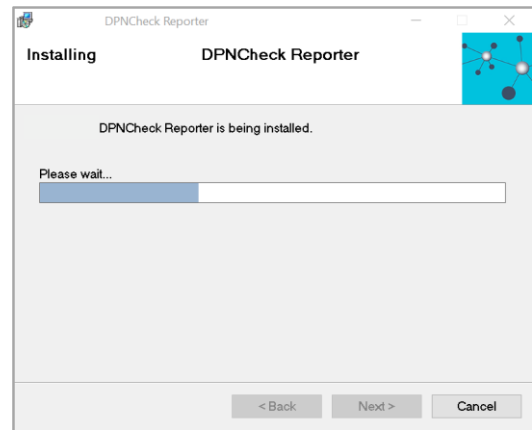 DPNCheck Reporter
Installing DPNCheck Reporter
DPNCheck Reporter is being installed.
Please wait...
< Back Next > Cancel